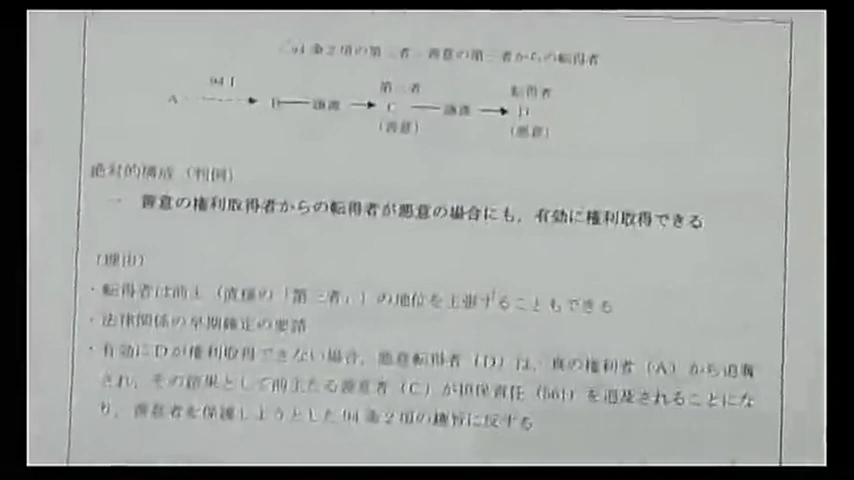 94条2項の第三者 善意の第三者からの転得者
94 I 第三者 転得者
A B 譲渡 C 譲渡 D
(善意) (悪意)
絶対的構成(判例)
善意の権利取得者からの転得者が悪意の場合にも、有効に権利取得できる
(理由)
・転得者は前主(直接の「第三者」)の地位を主張することもできる
・法律関係の早期確定の要請
・有効にDが権利取得できない場合、悪意転得者(D)は、真の権利者(A)から追奪
され、その結果として前主たる善意者(C)が担保責任(561)を追及されることにな
り、善意者を保護しようとした94条2項の趣旨に反する